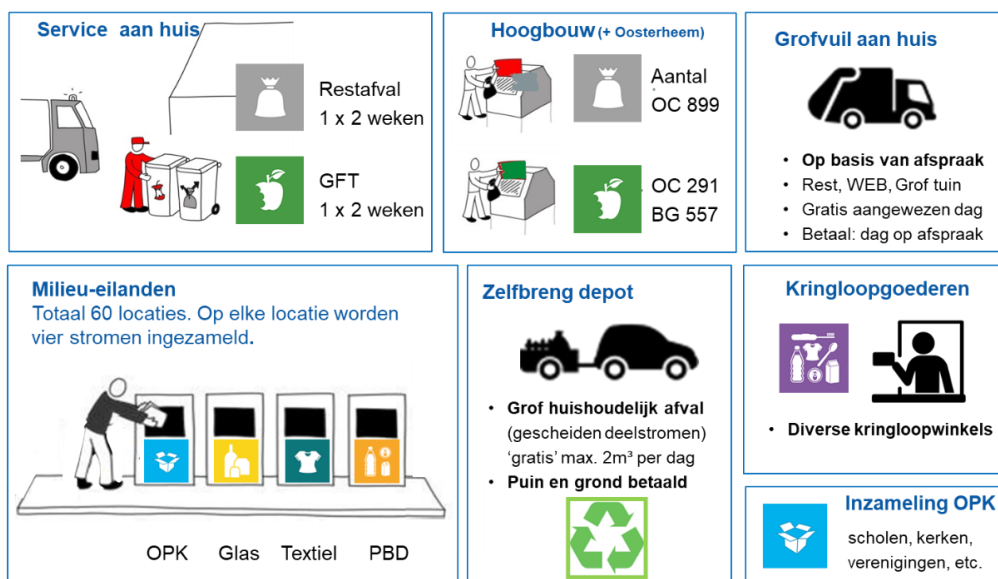 Service aan huis
Restafval
1 x 2 weken
GFT
1 x 2 weken
Hoogbouw (+ Oosterheem)
Aantal
OC 899
OC 291
BG 557
Grofvuil aan huis
• Op basis van afspraak
• Rest, WEB, Grof tuin
• Gratis aangewezen dag
• Betaal: dag op afspraak
Milieu-eilanden
Totaal 60 locaties. Op elke locatie worden
vier stromen ingezameld.
OPK Glas Textiel PBD
Zelfbreng depot
• Grof huishoudelijk afval
(gescheiden deelstromen)
‘gratis’ max. 2m³ per dag
• Puin en grond betaald
Kringloopgoederen
• Diverse kringloopwinkels
Inzameling OPK
scholen, kerken,
verenigingen, etc.